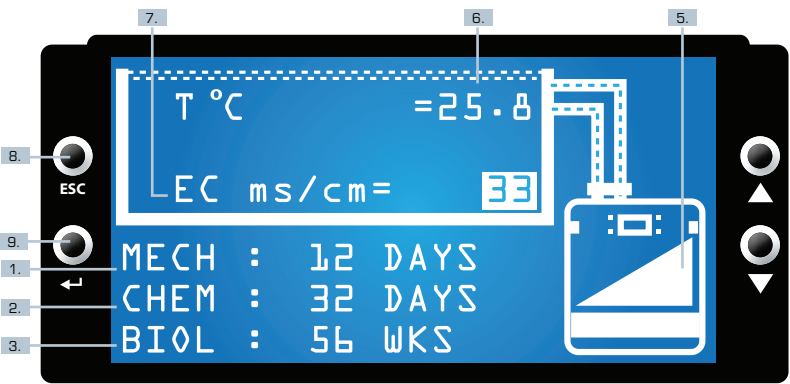 7. 6. 5.
T °C =25.8
8.
ESC
EC ms/cm= 33
9.
MECH : 12 DAYS
1.
CHEM : 32 DAYS
2.
BIOL : 56 WKS
3.